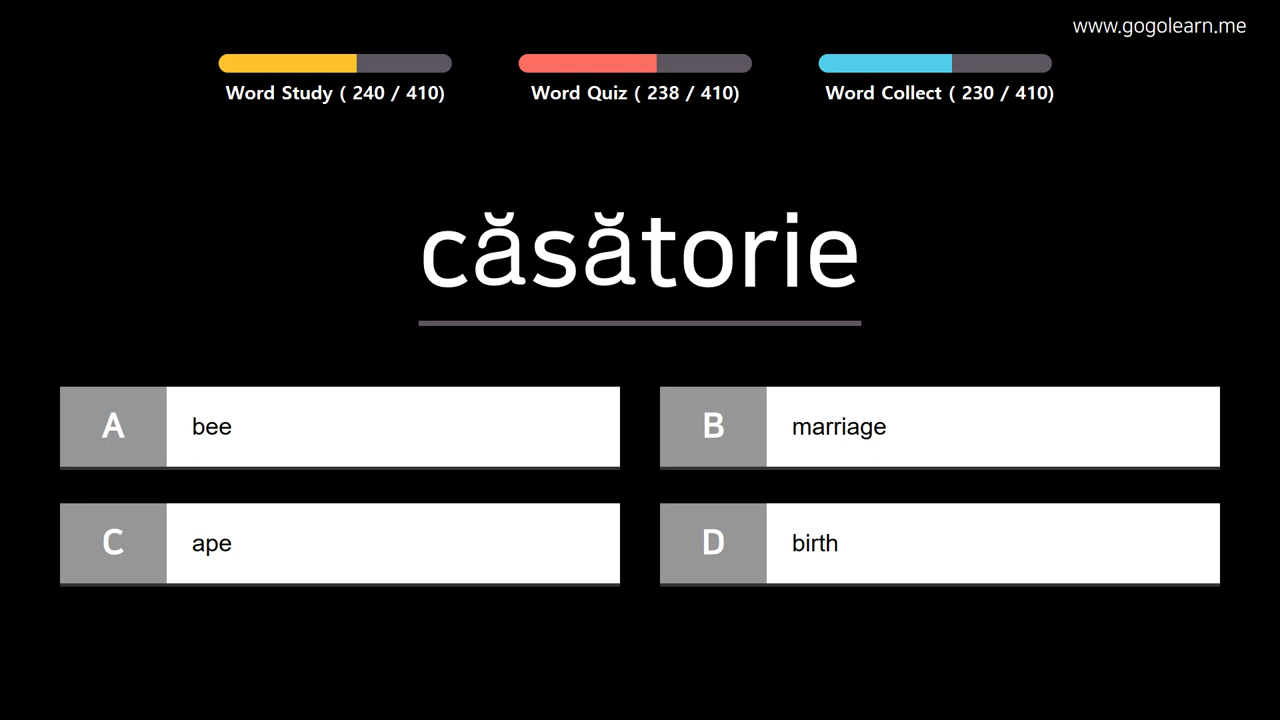 www.gogolearn.me
Word Study ( 240 / 410)
Word Quiz ( 238 / 410)
Word Collect ( 230 / 410)
căsătorie
A bee
B marriage
C ape
D birth